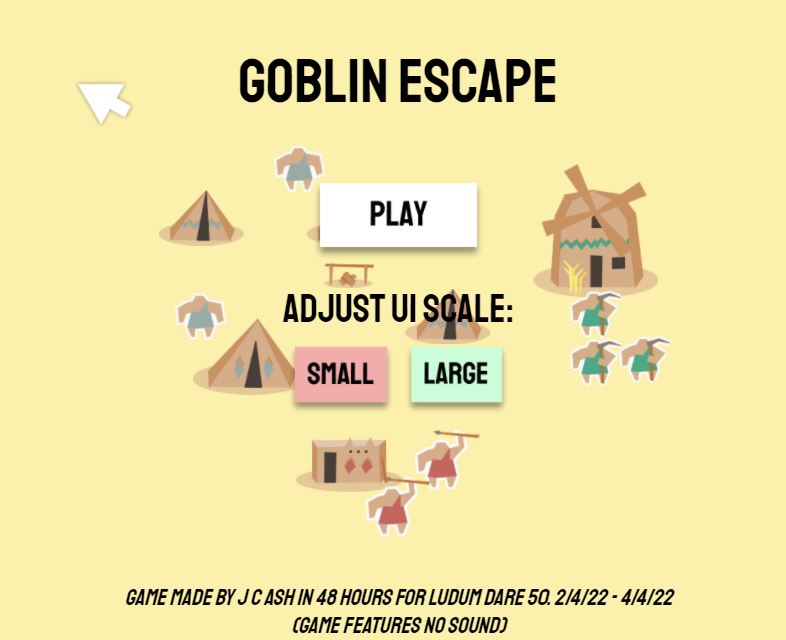 GOBLIN ESCAPE
PLAY
ADJUST UI SCALE:
SMALL
LARGE
GAME MADE BY J C ASH IN 48 HOURS FOR LUDUM DARE 50. 2/4/22 - 4/4/22
(GAME FEATURES NO SOUND)